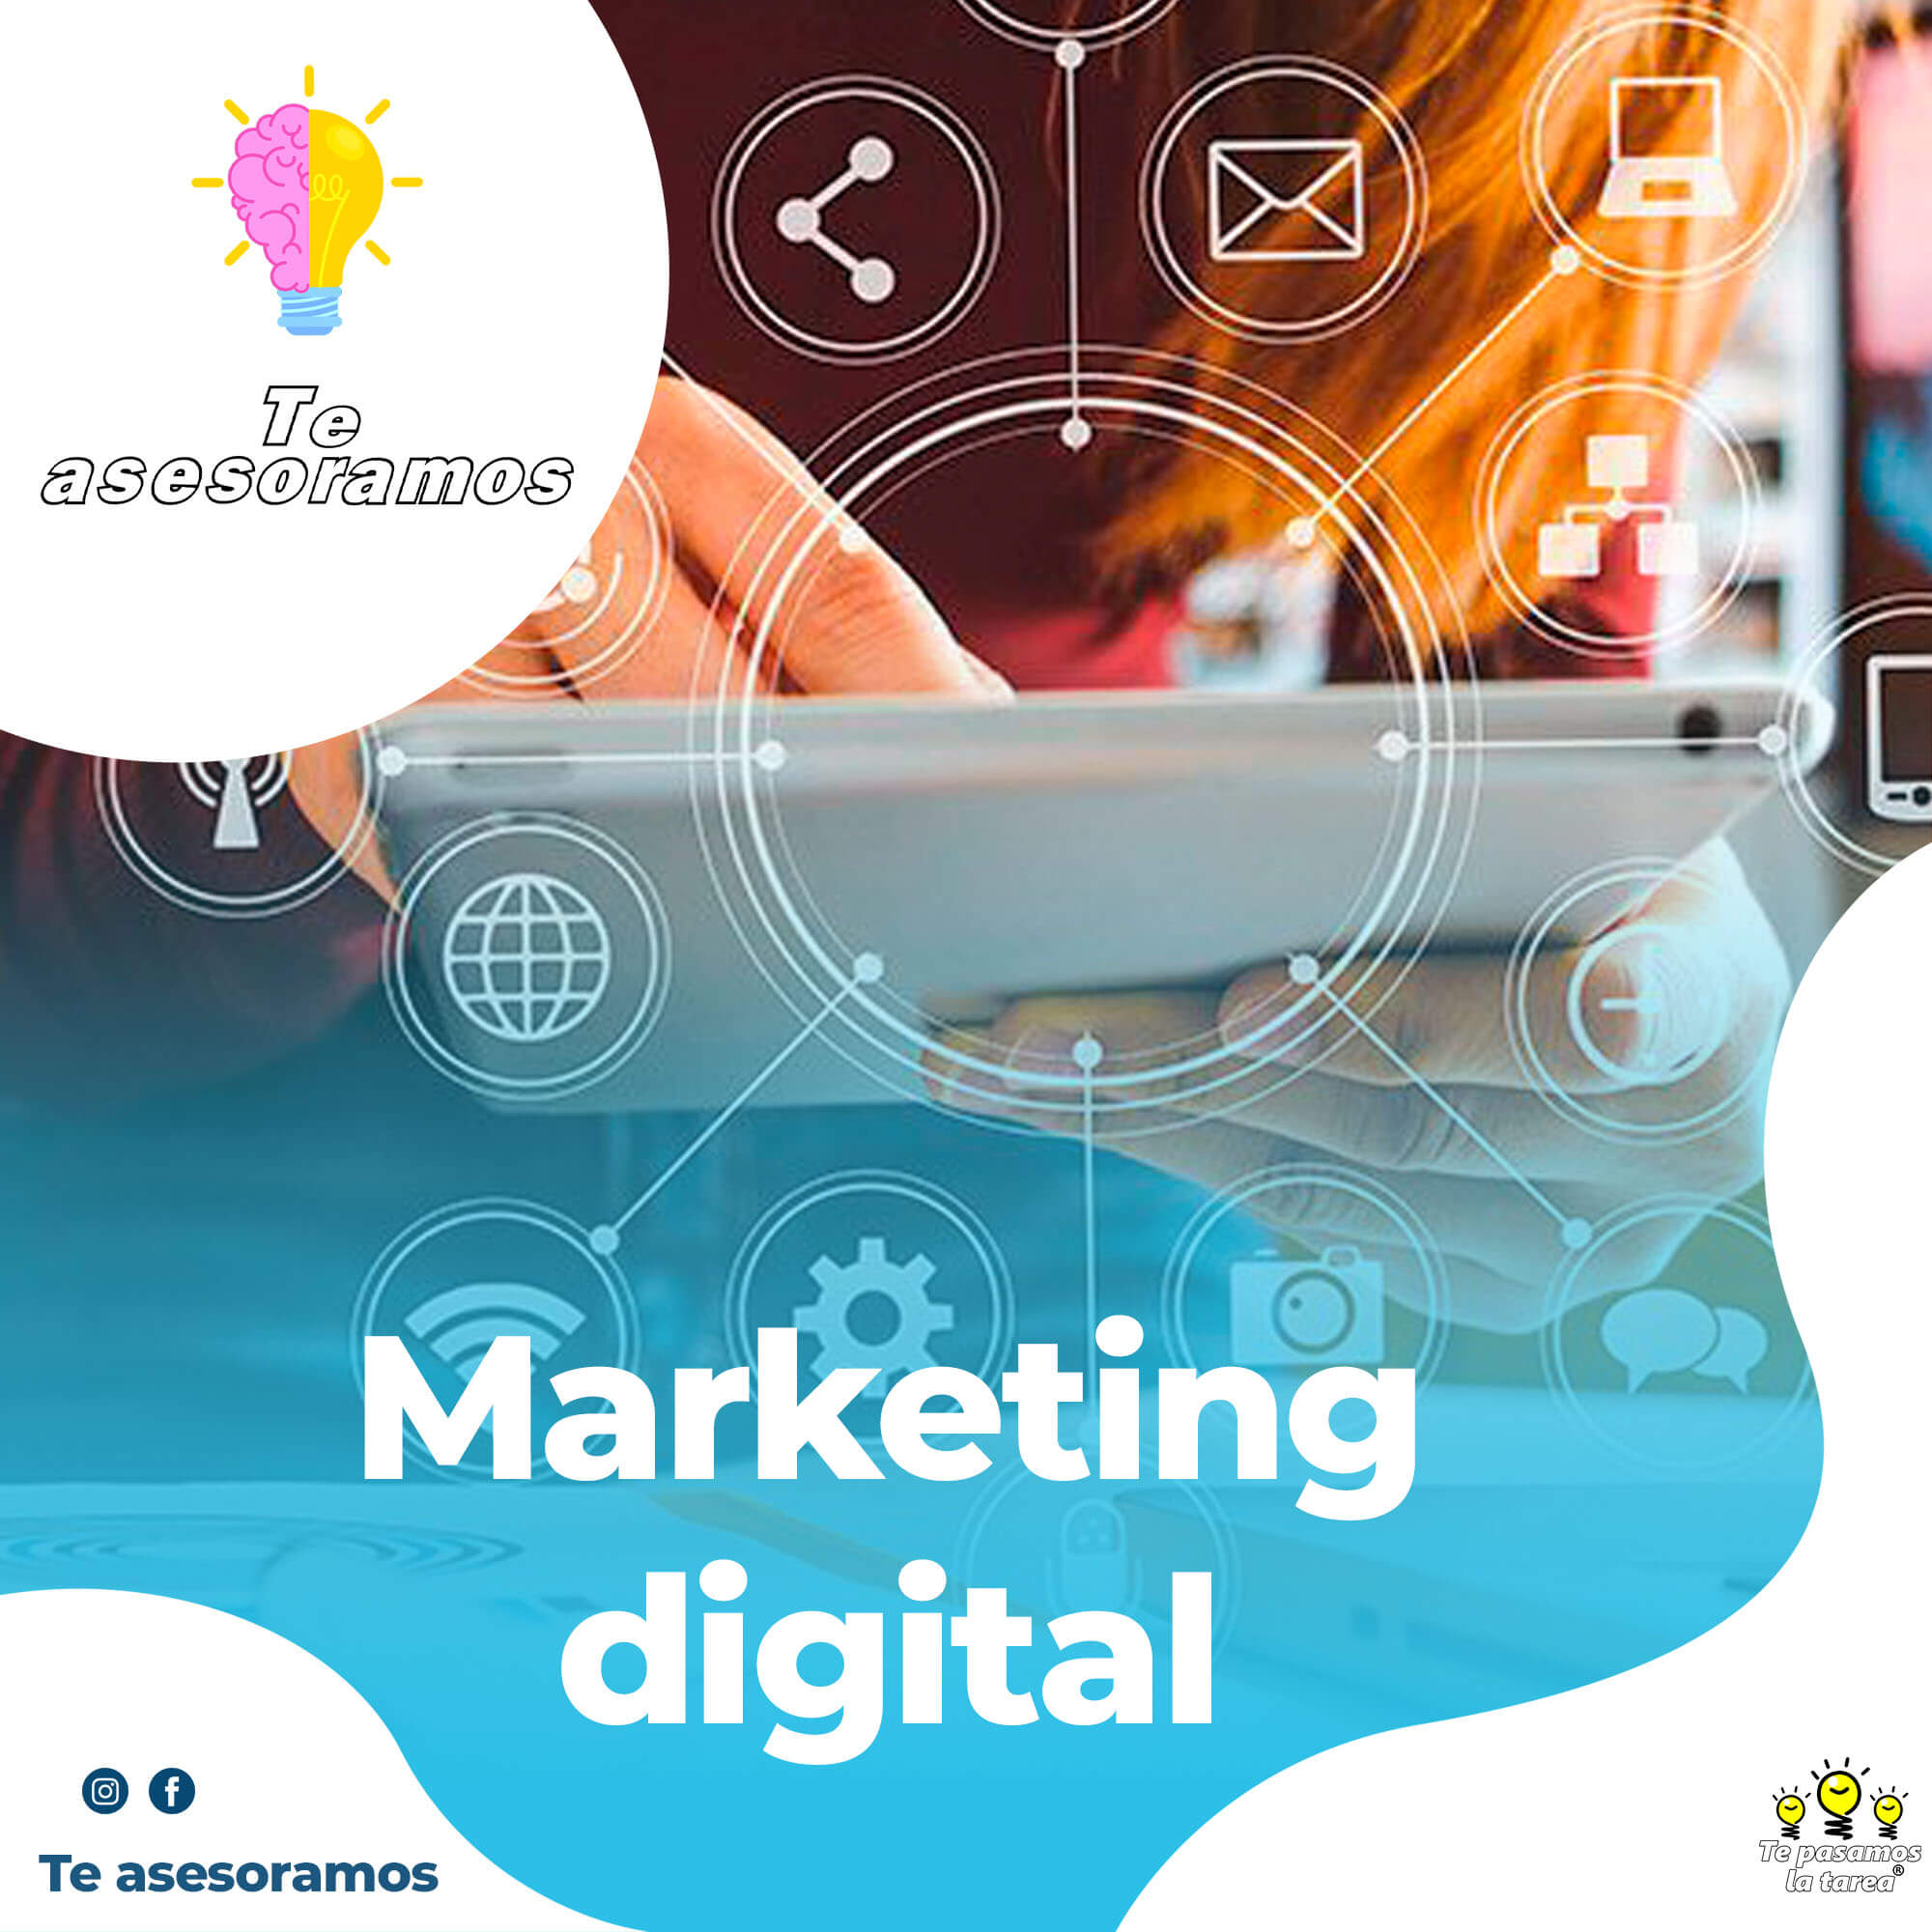 Te
asesoramos
Marketing
digital
Te asesoramos
Te pasamos
la tarea®